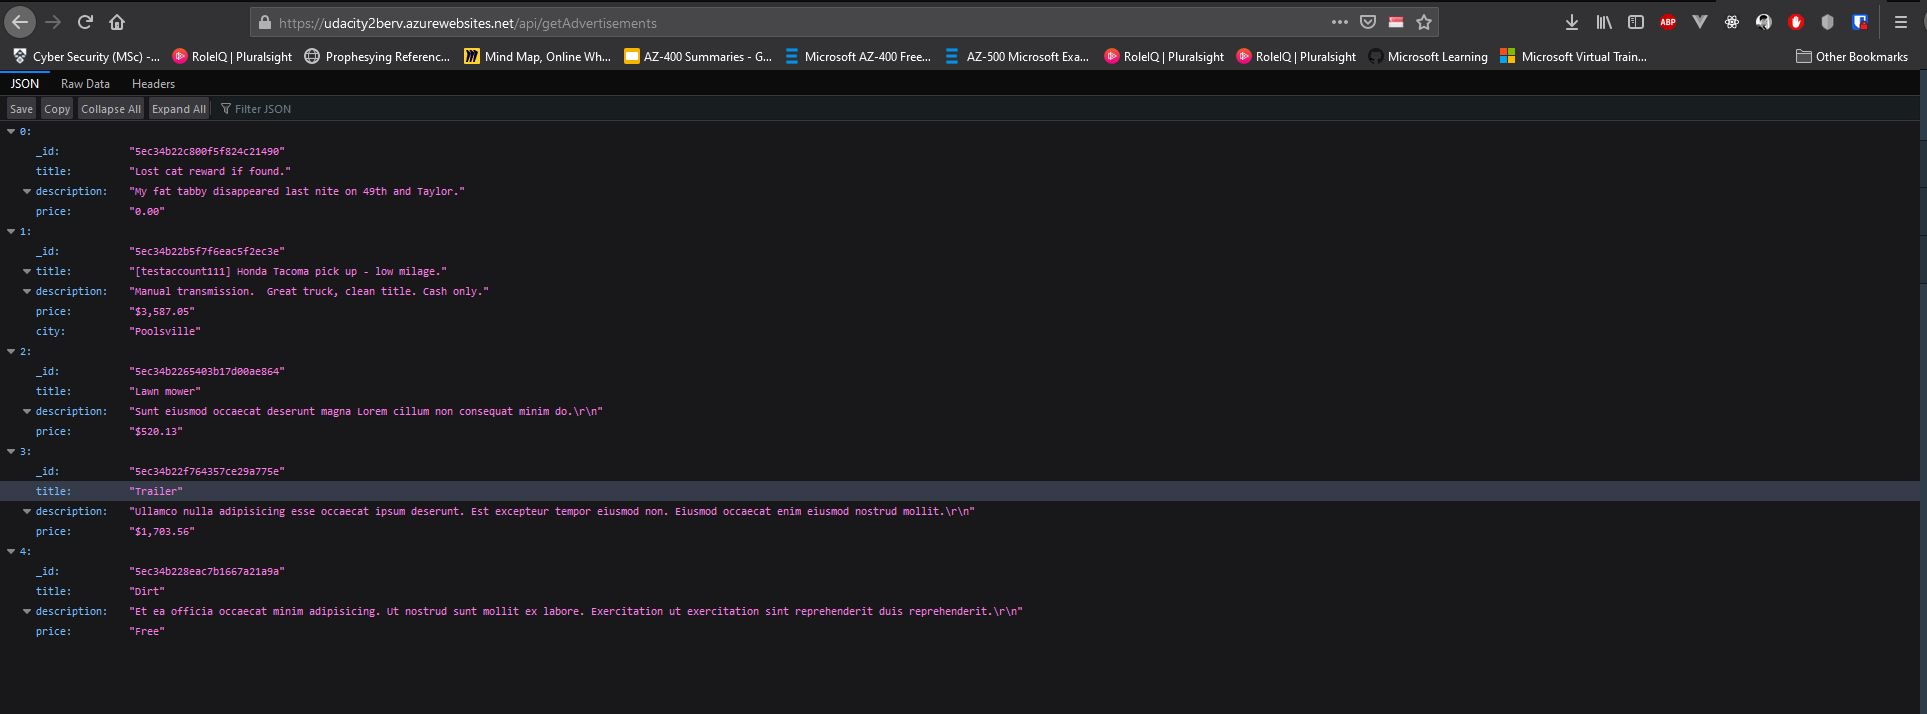 https://udacity2berv.azurewebsites.net/api/getAdvertisements
ABP
Cyber Security (MSc) -... RoleIQ | Pluralsight Prophesying Referenc... Mind Map, Online Wh... AZ-400 Summaries - G... Microsoft AZ-400 Free... AZ-500 Microsoft Exa... RoleIQ | Pluralsight RoleIQ | Pluralsight Microsoft Learning Microsoft Virtual Train... Other Bookmarks
JSON Raw Data Headers
Save Copy Collapse All Expand All Filter JSON
0:
_id: "5ec34b22c800f5f824c21490"
title: "Lost cat reward if found."
description: "My fat tabby disappeared last nite on 49th and Taylor."
price: "0.00"
1:
_id: "5ec34b22b5f7f6eac5f2ec3e"
title: "[testaccount111] Honda Tacoma pick up - low milage."
description: "Manual transmission.  Great truck, clean title. Cash only."
price: "$3,587.05"
city: "Poolsville"
2:
_id: "5ec34b2265403b17d00ae864"
title: "Lawn mower"
description: "Sunt eiusmod occaecat deserunt magna Lorem cillum non consequat minim do.\r\n"
price: "$520.13"
3:
_id: "5ec34b22f764357ce29a775e"
title: "Trailer"
description: "Ullamco nulla adipisicing esse occaecat ipsum deserunt. Est excepteur tempor eiusmod non. Eiusmod occaecat enim eiusmod nostrud mollit.\r\n"
price: "$1,703.56"
4:
_id: "5ec34b228eac7b1667a21a9a"
title: "Dirt"
description: "Et ea officia occaecat minim adipisicing. Ut nostrud sunt mollit ex labore. Exercitation ut exercitation sint reprehenderit duis reprehenderit.\r\n"
price: "Free"